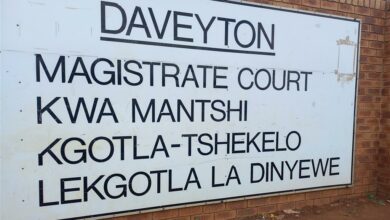 DAVEYTON
MAGISTRATE COURT
KWA MANTSHI
KGOTLA-TSHEKELO
LEKGOTLA LA DINYEWE